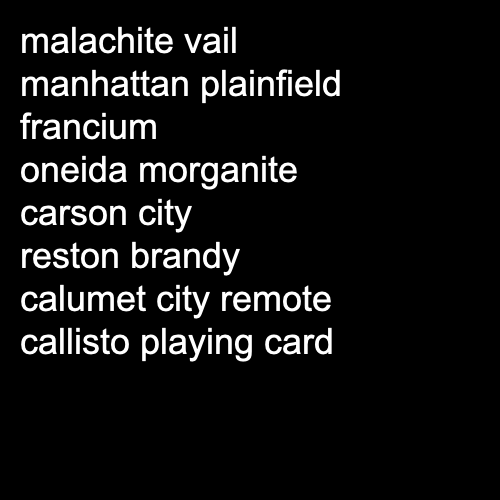 malachite vail
manhattan plainfield
francium
oneida morganite
carson city
reston brandy
calumet city remote
callisto playing card